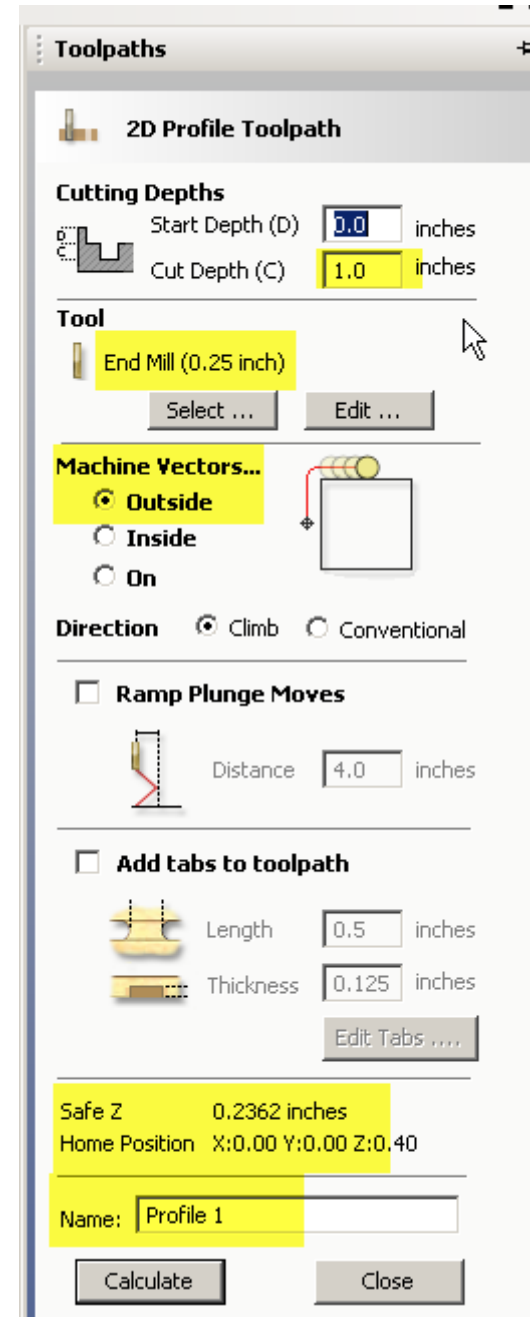 Toolpaths
2D Profile Toolpath
Cutting Depths
D Start Depth (D) 0.0 inches
C Cut Depth (C) 1.0 inches
Tool
End Mill (0.25 inch)
Select ... Edit ...
Machine Vectors...
Outside
Inside
On
Direction Climb Conventional
Ramp Plunge Moves
Distance 4.0 inches
Add tabs to toolpath
Length 0.5 inches
Thickness 0.125 inches
Edit Tabs ....
Safe Z 0.2362 inches
Home Position X:0.00 Y:0.00 Z:0.40
Name: Profile 1
Calculate Close